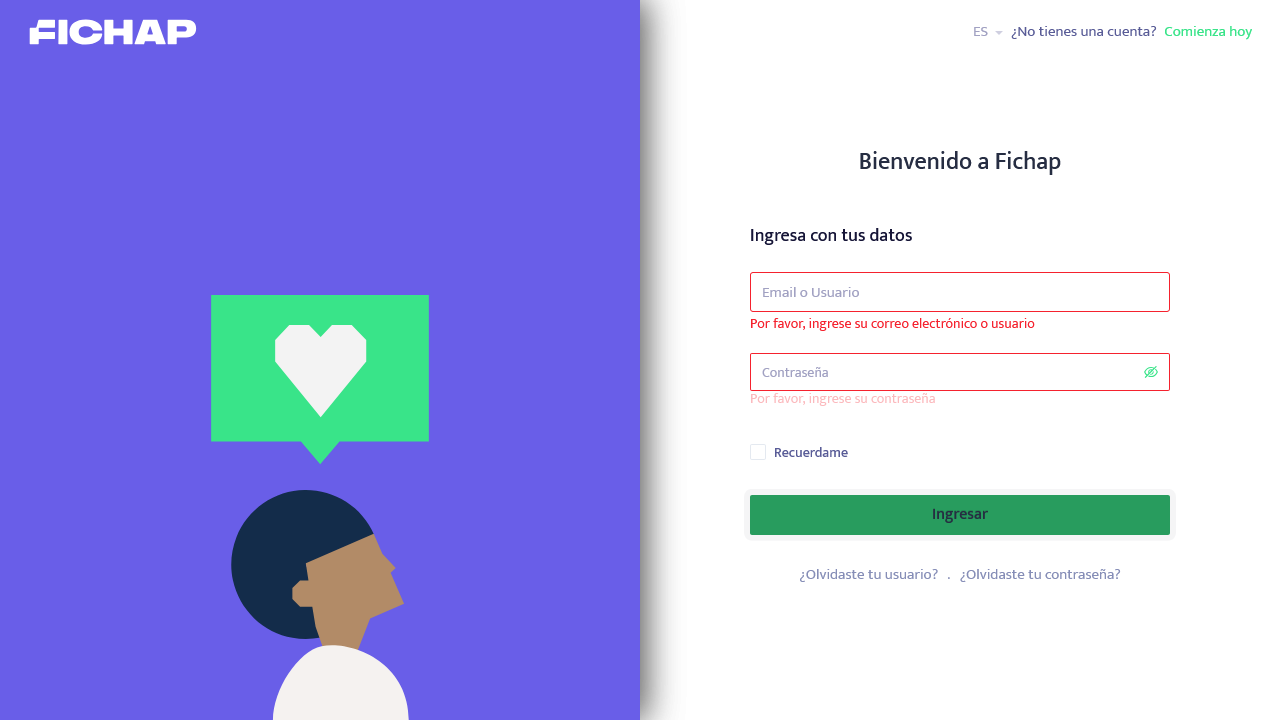 FICHAP
ES ¿No tienes una cuenta? Comienza hoy
Bienvenido a Fichap
Ingresa con tus datos
Email o Usuario
Por favor, ingrese su correo electrónico o usuario
Contraseña
Por favor, ingrese su contraseña
Recuerdame
Ingresar
¿Olvidaste tu usuario? . ¿Olvidaste tu contraseña?